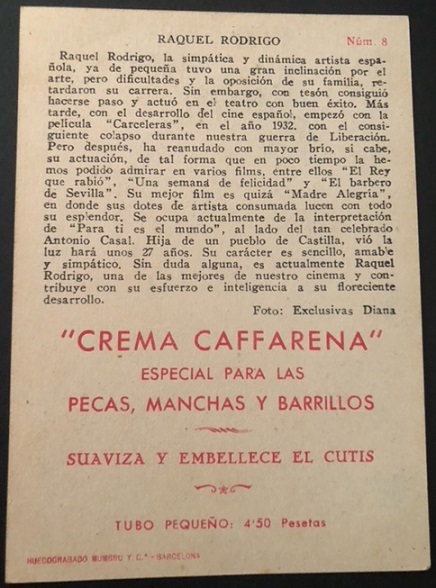 RAQUEL RODRIGO Núm. 8
Raquel Rodrigo, la simpática y dinámica artista espa-
ñola, ya de pequeña tuvo una gran inclinación por el
arte, pero dificultades y la oposición de su familia, re-
tardaron su carrera. Sin embargo, con tesón consiguió
hacerse paso y actuó en el teatro con buen éxito. Más
tarde, con el desarrollo del cine español, empezó con la
película "Carceleras", en el año 1932. con el consi-
guiente colapso durante nuestra guerra de Liberación.
Pero después, ha reanudado con mayor brío, si cabe,
su actuación, de tal forma que en poco tiempo la he-
mos podido admirar en varios films, entre ellos "El Rey
que rabió", "Una semana de felicidad" y "El barbero
de Sevilla". Su mejor film es quizá "Madre Alegría",
en donde sus dotes de artista consumada lucen con todo
su esplendor. Se ocupa actualmente de la interpretación
de "Para ti es el mundo", al lado del tan celebrado
Antonio Casal. Hija de un pueblo de Castilla, vió la
luz hará unos 27 años. Su carácter es sencillo, amable
y simpático. Sin duda alguna, es actualmente Raquel
Rodrigo, una de las mejores de nuestro cinema y con-
tribuye con su esfuerzo e inteligencia a su floreciente
desarrollo.
Foto: Exclusivas Diana
"CREMA CAFFARENA"
ESPECIAL PARA LAS
PECAS, MANCHAS Y BARRILLOS
SUAVIZA Y EMBELLECE EL CUTIS
TUBO PEQUEÑO: 4'50 Pesetas
HUECOGRABADO MUMBRU Y C.ª - BARCELONA